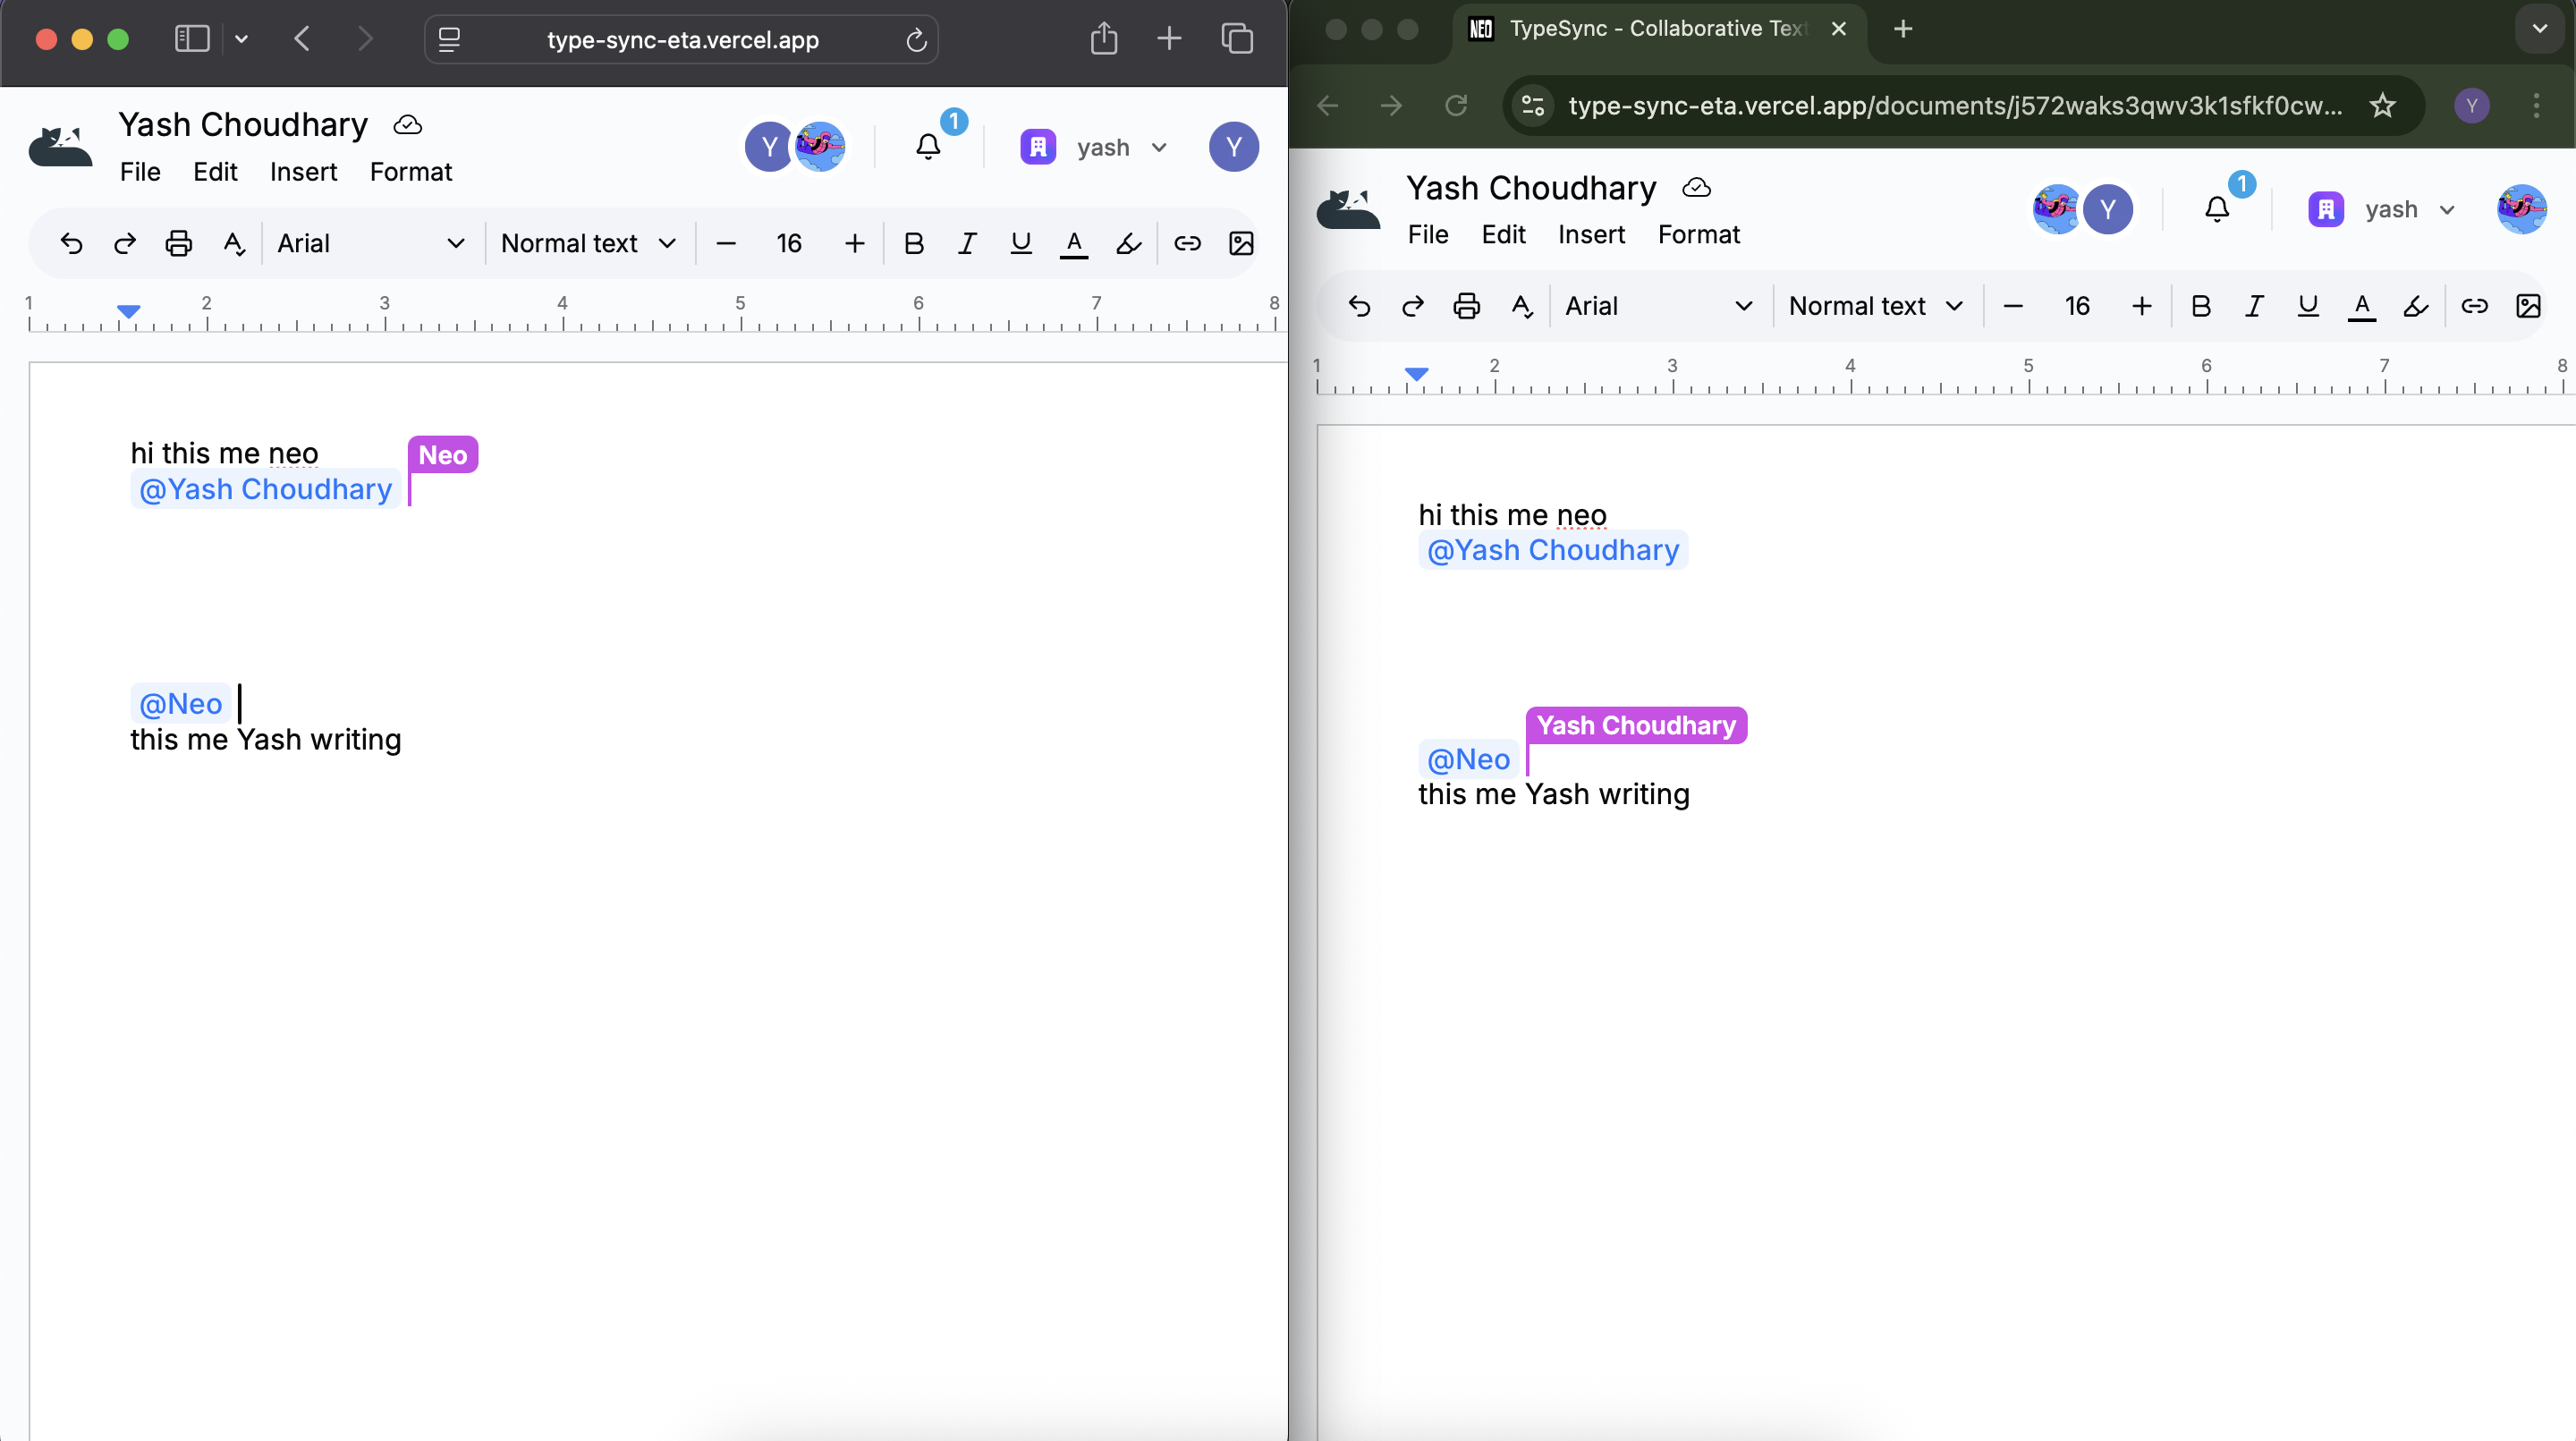 type-sync-eta.vercel.app
Yash Choudhary
File Edit Insert Format
Y
1
yash
Y
Arial
Normal text
16
B I U A
1 2 3 4 5 6 7 8
hi this me neo
Neo
@Yash Choudhary
@Neo
this me Yash writing
NEO
TypeSync - Collaborative Text
type-sync-eta.vercel.app/documents/j572waks3qwv3k1sfkf0cw...
Y
Yash Choudhary
File Edit Insert Format
Y
1
yash
Arial
Normal text
16
B I U A
1 2 3 4 5 6 7 8
hi this me neo
@Yash Choudhary
Yash Choudhary
@Neo
this me Yash writing